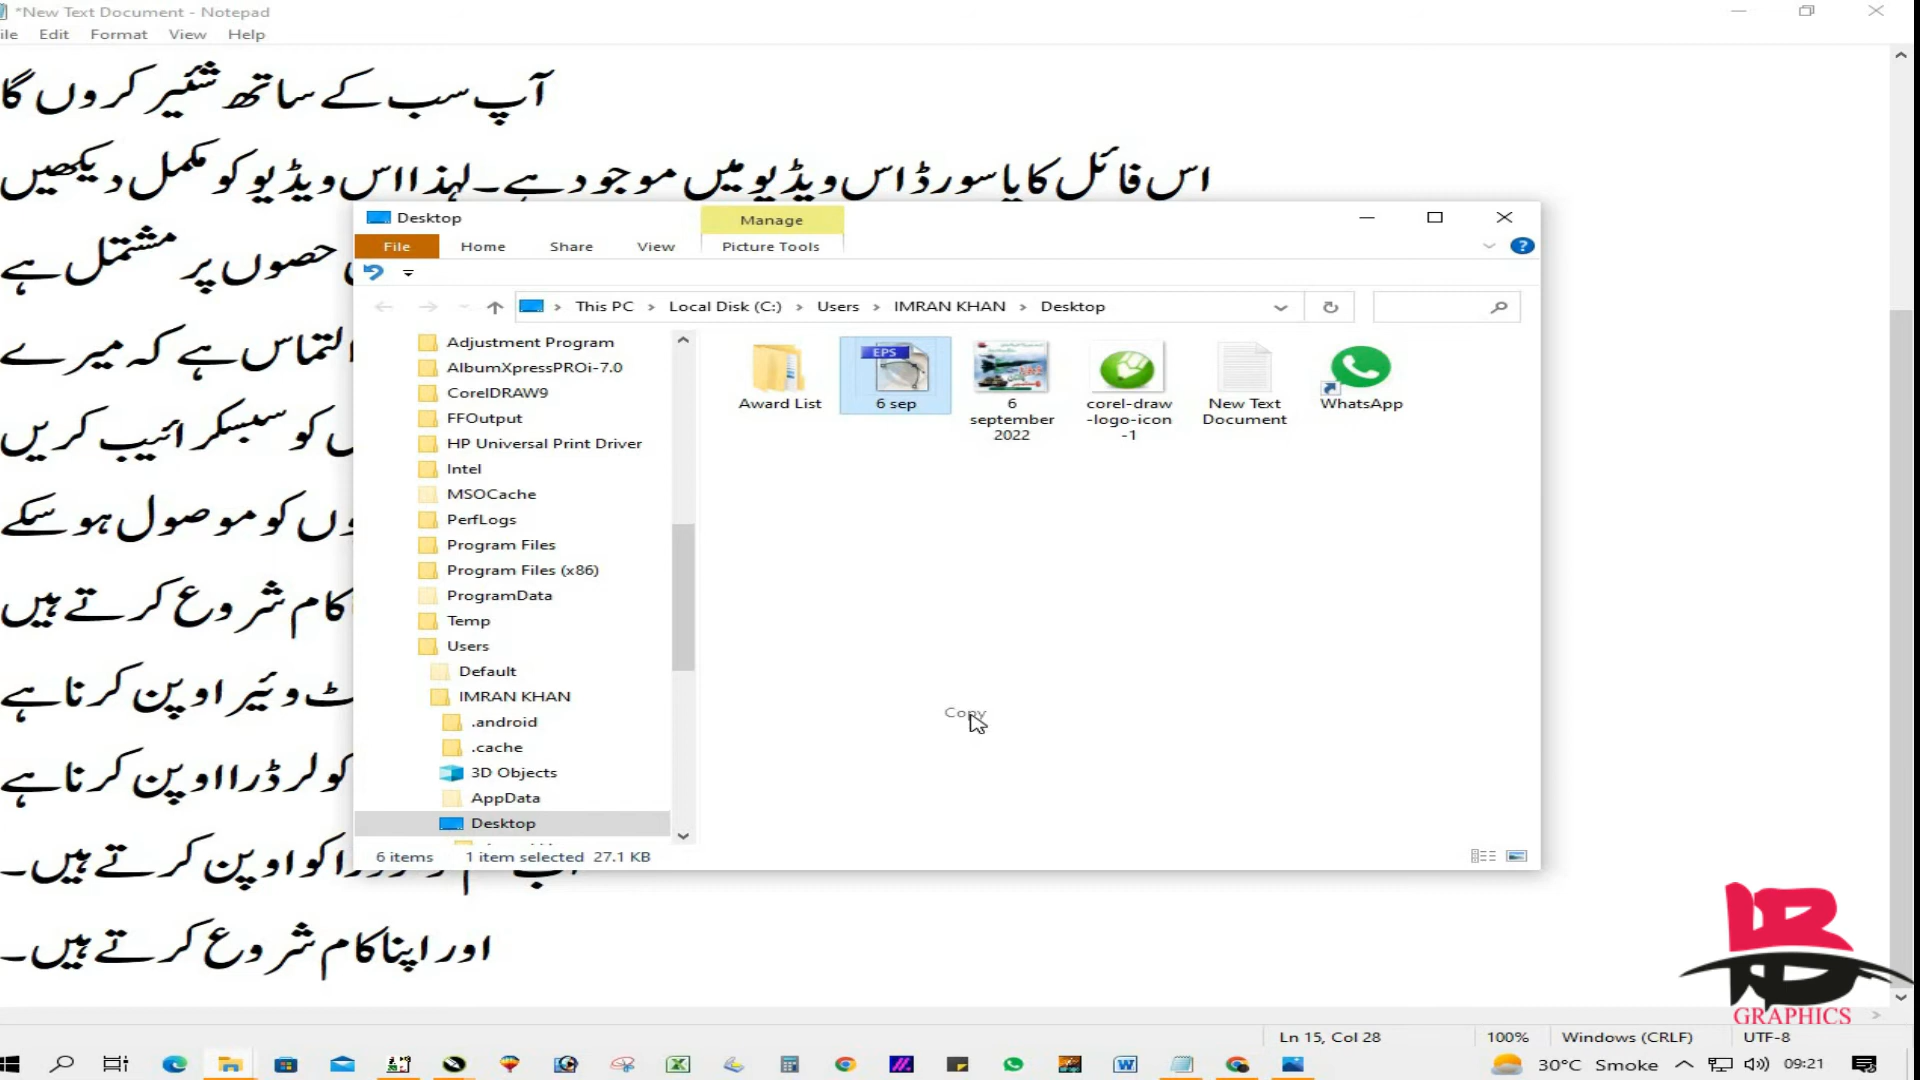 *New Text Document - Notepad
ile Edit Format View Help
آپ سب کے ساتھ شئیر کروں گا
اس فائل کا پاسورڈ اس ویڈیو میں موجود ہے۔ لہذا اس ویڈیو کو مکمل دیکھیں
حصوں پر مشتمل ہے
التماس ہے کہ میرے
کو سبسکرائیب کریں
وں کو موصول ہو سکے
کام شروع کرتے ہیں
ٹ وئیر اوپن کرنا ہے
کولر ڈرا اوپن کرنا ہے
کو اوپن کرتے ہیں۔
اور اپنا کام شروع کرتے ہیں۔
Desktop
Manage
File Home Share View Picture Tools
This PC Local Disk (C:) Users IMRAN KHAN Desktop
Adjustment Program
AlbumXpressPROi-7.0
CorelDRAW9
FFOutput
HP Universal Print Driver
Intel
MSOCache
PerfLogs
Program Files
Program Files (x86)
ProgramData
Temp
Users
Default
IMRAN KHAN
.android
.cache
3D Objects
AppData
Desktop
EPS
Award List
6 sep
6
september
2022
corel-draw
-logo-icon
-1
New Text
Document
WhatsApp
Copy
6 items 1 item selected 27.1 KB
GRAPHICS
Ln 15, Col 28 100% Windows (CRLF) UTF-8
30°C Smoke 09:21